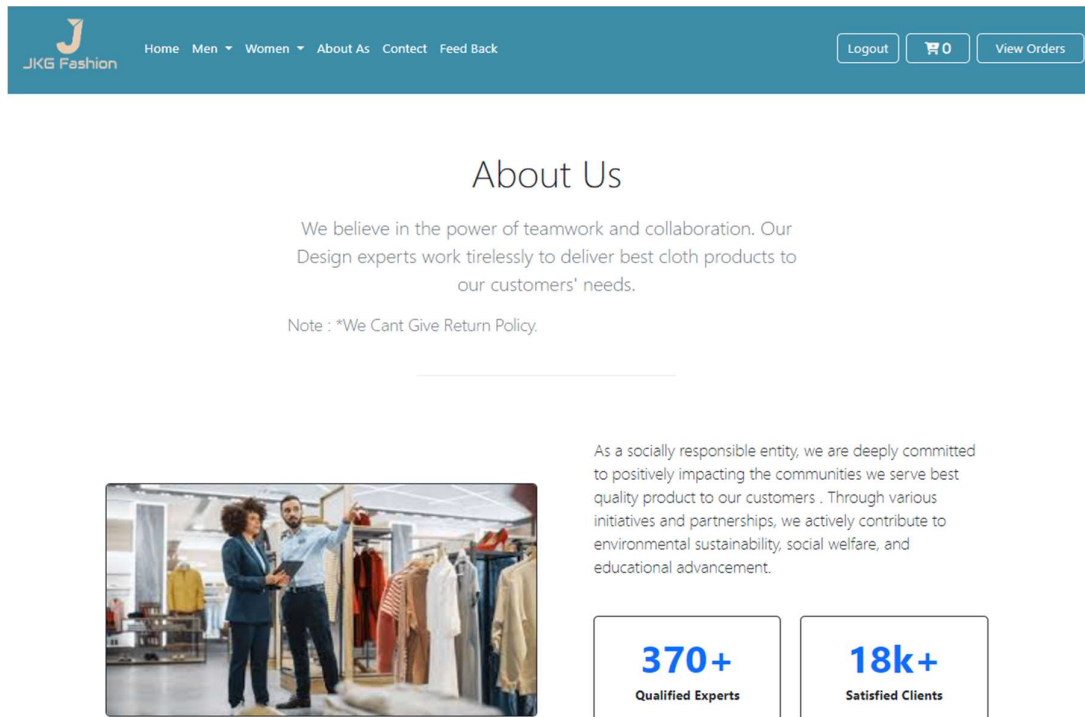 J
JKG Fashion
Home Men Women About As Contect Feed Back
Logout 0 View Orders
About Us
We believe in the power of teamwork and collaboration. Our
Design experts work tirelessly to deliver best cloth products to
our customers' needs.
Note : *We Cant Give Return Policy.
As a socially responsible entity, we are deeply committed
to positively impacting the communities we serve best
quality product to our customers . Through various
initiatives and partnerships, we actively contribute to
environmental sustainability, social welfare, and
educational advancement.
370+ 18k+
Qualified Experts Satisfied Clients